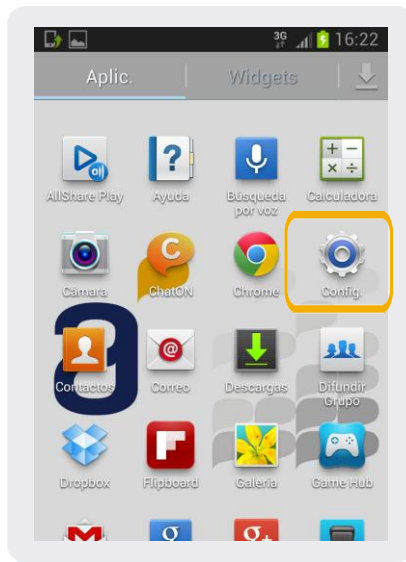 3G 16:22
Aplic. Widgets
AllShare Play Ayuda Búsqueda por voz Calculadora
Cámara ChatON Chrome Config.
Contactos Correo Descargas Difundir Grupo
Dropbox Flipboard Galería Game Hub